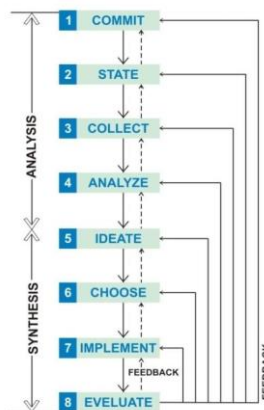 1 COMMIT
2 STATE
3 COLLECT
4 ANALYZE
5 IDEATE
6 CHOOSE
7 IMPLEMENT
FEEDBACK
8 EVELUATE
ANALYSIS
SYNTHESIS
FEEDBACK